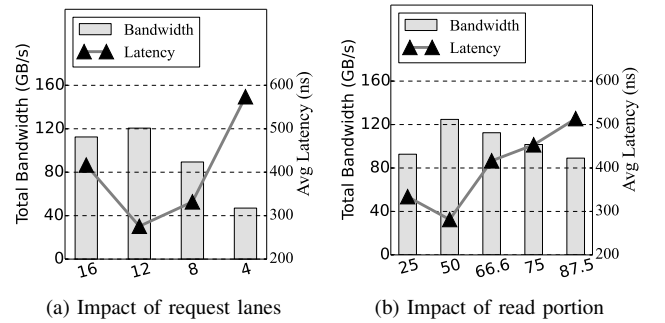 Bandwidth
Latency
Total Bandwidth (GB/s)
160
120
80
40
0
600
500
400
300
200
Avg Latency (ns)
16 12 8 4
(a) Impact of request lanes
Bandwidth
Latency
Total Bandwidth (GB/s)
160
120
80
40
0
600
500
400
300
200
Avg Latency (ns)
25 50 66.6 75 87.5
(b) Impact of read portion